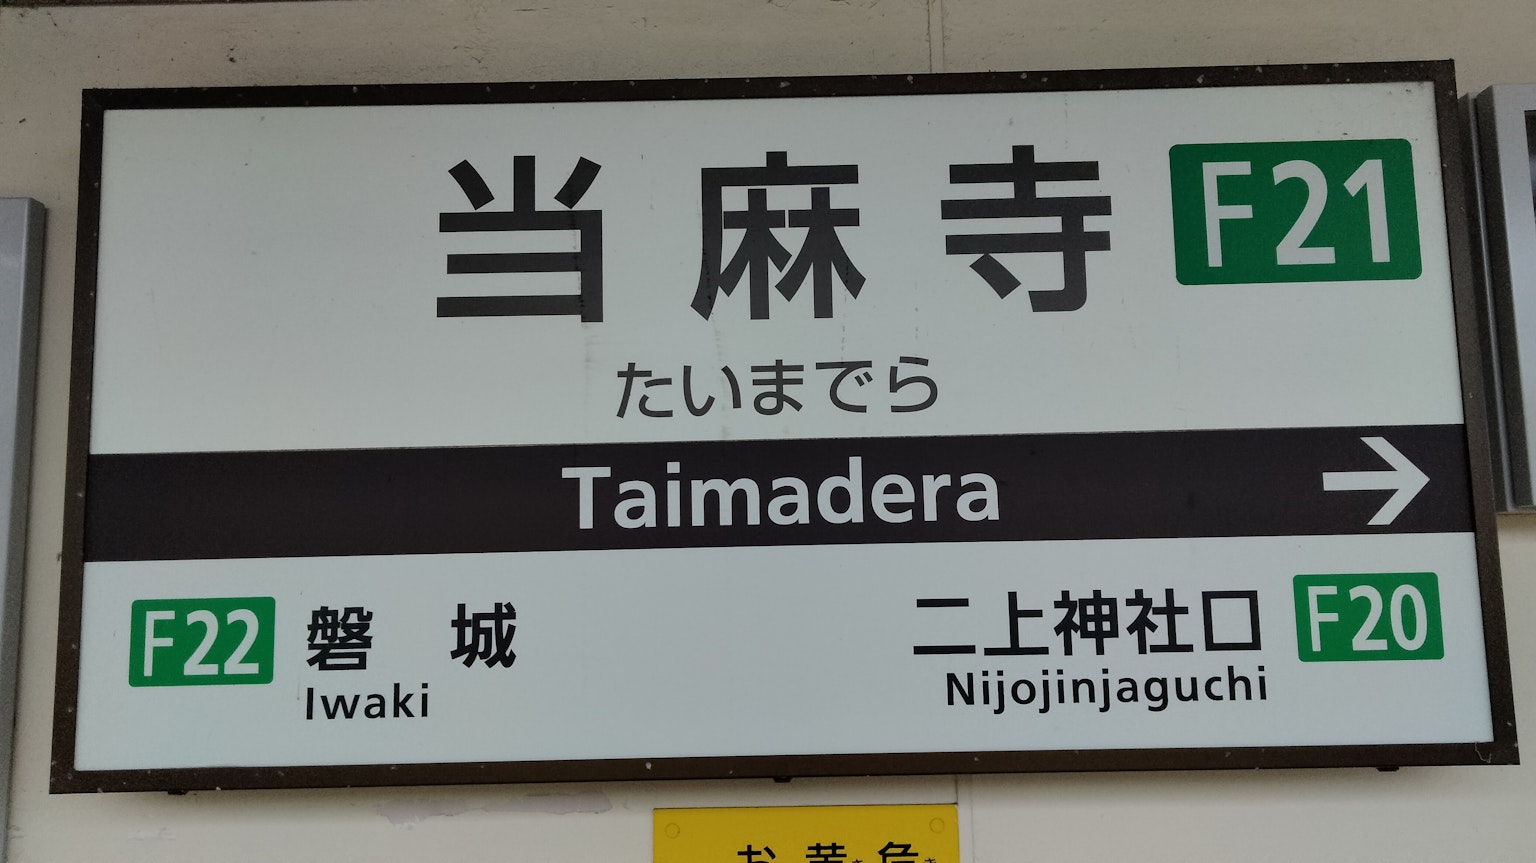 当麻寺 F21
たいまでら
Taimadera →
F22 磐城
Iwaki
二上神社口 F20
Nijojinjaguchi